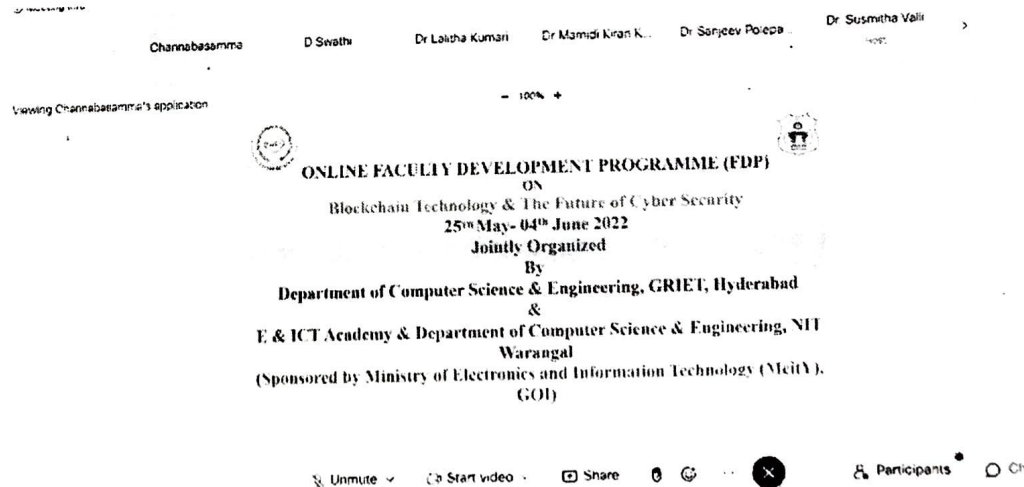 Channabasamma D Swathi Dr Lalitha Kumari Dr Mamidi Kiran K... Dr Sanjeev Polepa... Dr Susmitha Valli
Viewing Channabasamma's application
- 100% +
ONLINE FACULTY DEVELOPMENT PROGRAMME (FDP)
ON
Blockchain Technology & The Future of Cyber Security
25TH May- 04th June 2022
Jointly Organized
By
Department of Computer Science & Engineering, GRIET, Hyderabad
&
E & ICT Academy & Department of Computer Science & Engineering, NIT
Warangal
(Sponsored by Ministry of Electronics and Information Technology (MeitY),
GOI)
Unmute Start video Share Participants